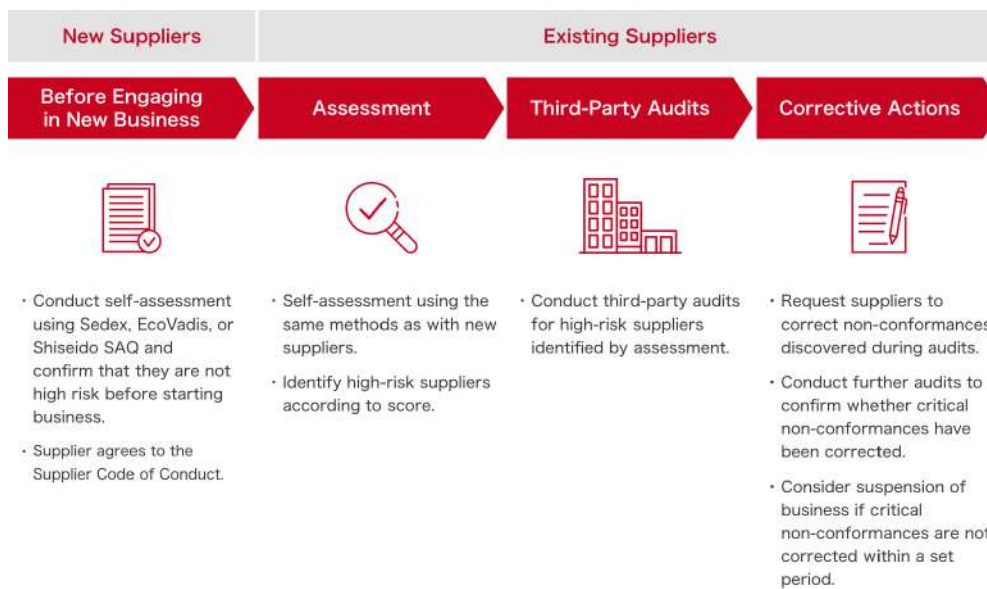 New Suppliers
Existing Suppliers
Before Engaging
in New Business
Assessment
Third-Party Audits
Corrective Actions
・Conduct self-assessment
using Sedex, EcoVadis, or
Shiseido SAQ and
confirm that they are not
high risk before starting
business.
・Supplier agrees to the
Supplier Code of Conduct.
・Self-assessment using the
same methods as with new
suppliers.
・Identify high-risk suppliers
according to score.
・Conduct third-party audits
for high-risk suppliers
identified by assessment.
・Request suppliers to
correct non-conformances
discovered during audits.
・Conduct further audits to
confirm whether critical
non-conformances have
been corrected.
・Consider suspension of
business if critical
non-conformances are not
corrected within a set
period.